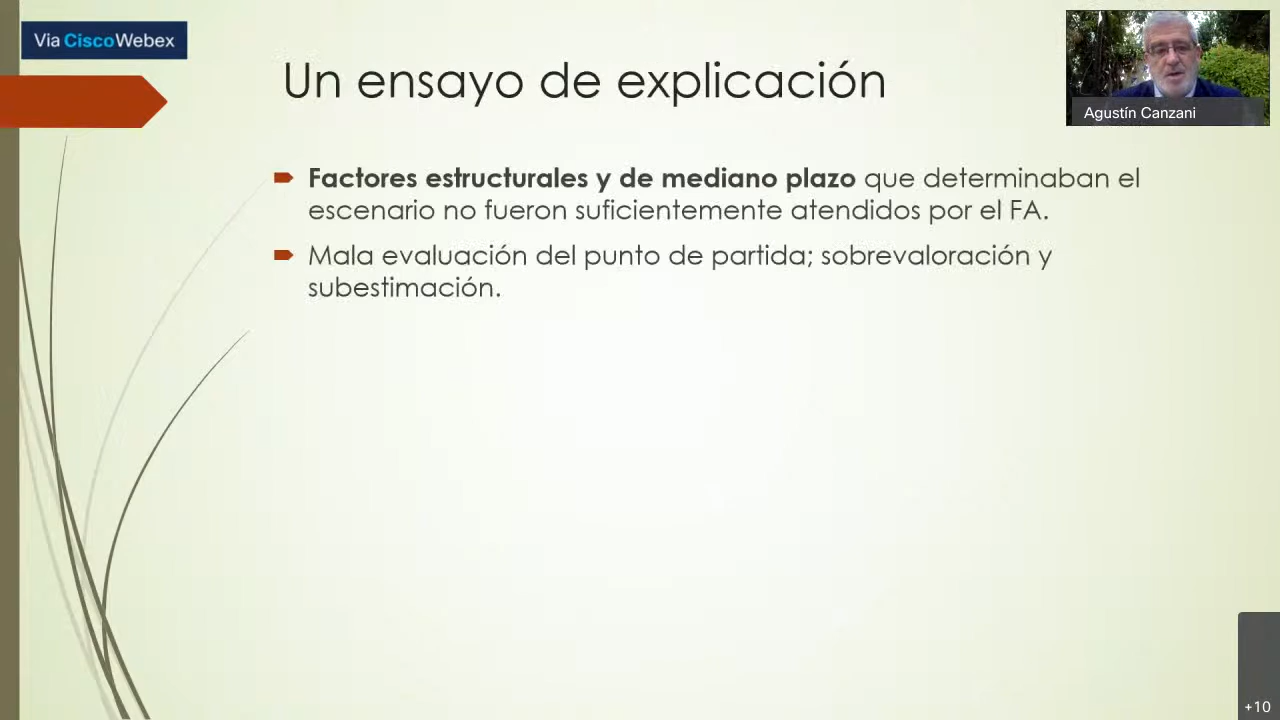 Via CiscoWebex
Un ensayo de explicación
Agustín Canzani
Factores estructurales y de mediano plazo que determinaban el
escenario no fueron suficientemente atendidos por el FA.
Mala evaluación del punto de partida; sobrevaloración y
subestimación.
+10